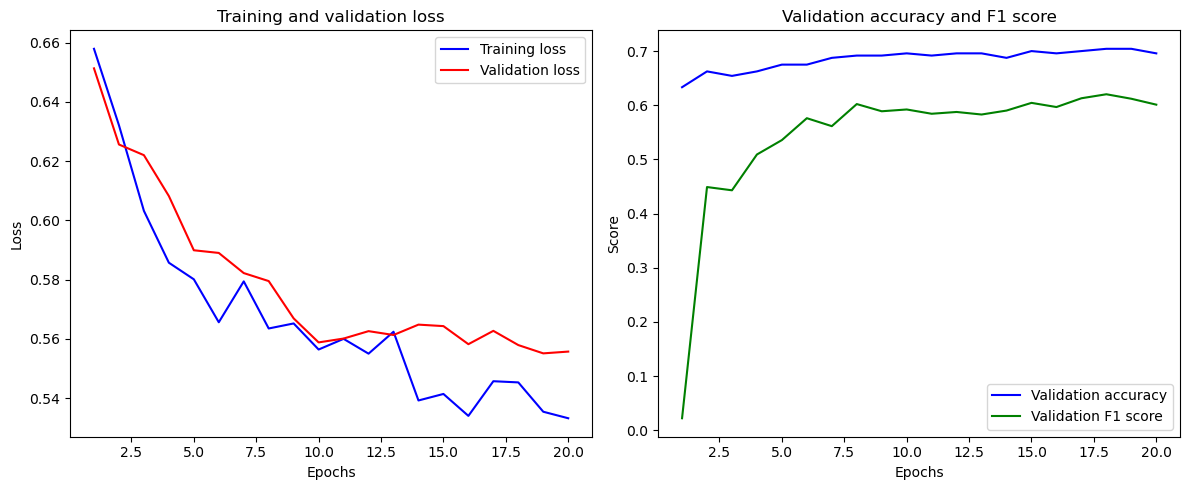 Training and validation loss
0.66
0.64
0.62
0.60
0.58
0.56
0.54
Loss
2.5 5.0 7.5 10.0 12.5 15.0 17.5 20.0
Epochs
Training loss
Validation loss
Validation accuracy and F1 score
0.7
0.6
0.5
0.4
0.3
0.2
0.1
0.0
Score
2.5 5.0 7.5 10.0 12.5 15.0 17.5 20.0
Epochs
Validation accuracy
Validation F1 score